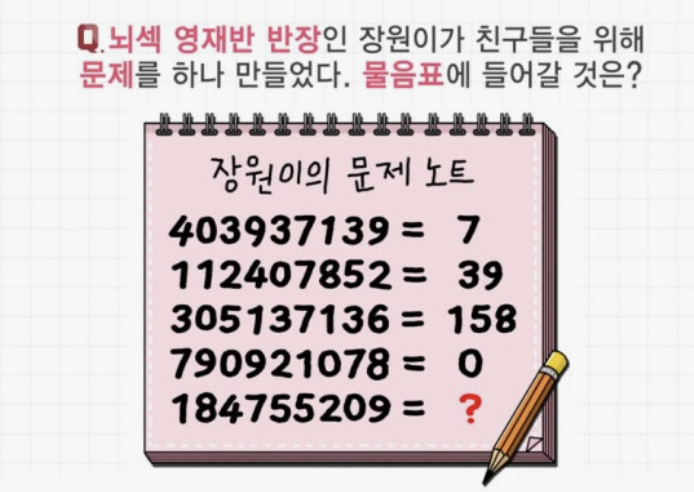 Q.뇌섹 영재반 반장인 장원이가 친구들을 위해
문제를 하나 만들었다. 물음표에 들어갈 것은?
장원이의 문제 노트
403937139 = 7
112407852 = 39
305137136 = 158
790921078 = 0
184755209 = ?